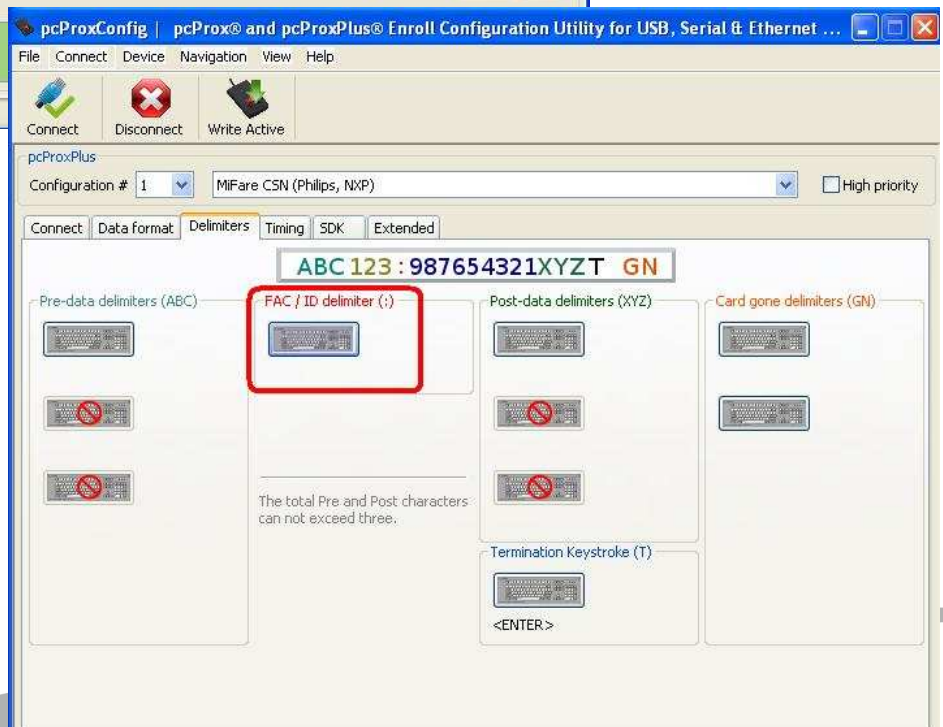 pcProxConfig | pcProx® and pcProxPlus® Enroll Configuration Utility for USB, Serial & Ethernet ...
File Connect Device Navigation View Help
Connect Disconnect Write Active
pcProxPlus
Configuration # 1 MiFare CSN (Philips, NXP) High priority
Connect Data format Delimiters Timing SDK Extended
ABC 123 : 987654321XYZT GN
Pre-data delimiters (ABC) FAC / ID delimiter (:) Post-data delimiters (XYZ) Card gone delimiters (GN)
The total Pre and Post characters
can not exceed three.
Termination Keystroke (T)
<ENTER>